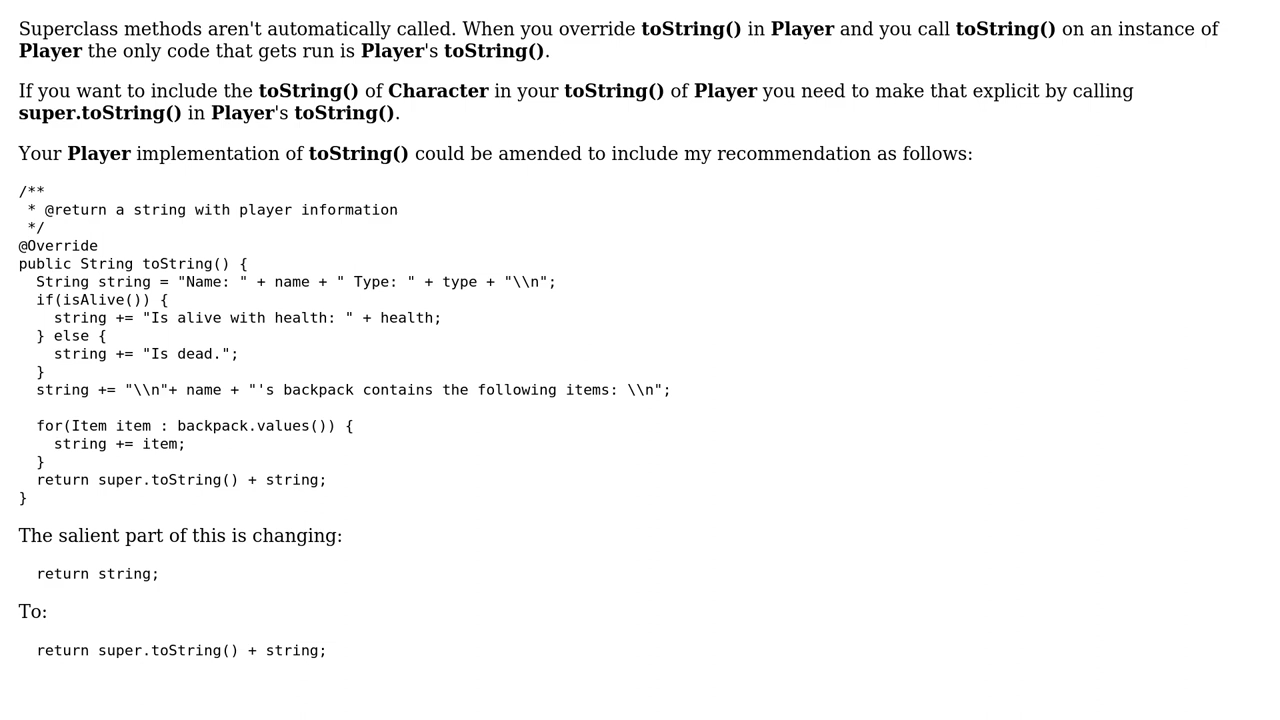 Superclass methods aren't automatically called. When you override toString() in Player and you call toString() on an instance of
Player the only code that gets run is Player's toString().
If you want to include the toString() of Character in your toString() of Player you need to make that explicit by calling
super.toString() in Player's toString().
Your Player implementation of toString() could be amended to include my recommendation as follows:
/**
 * @return a string with player information
 */
@Override
public String toString() {
  String string = "Name: " + name + " Type: " + type + "\\n";
  if(isAlive()) {
    string += "Is alive with health: " + health;
  } else {
    string += "Is dead.";
  }
  string += "\\n"+ name + "'s backpack contains the following items: \\n";
  for(Item item : backpack.values()) {
    string += item;
  }
  return super.toString() + string;
}
The salient part of this is changing:
  return string;
To:
  return super.toString() + string;